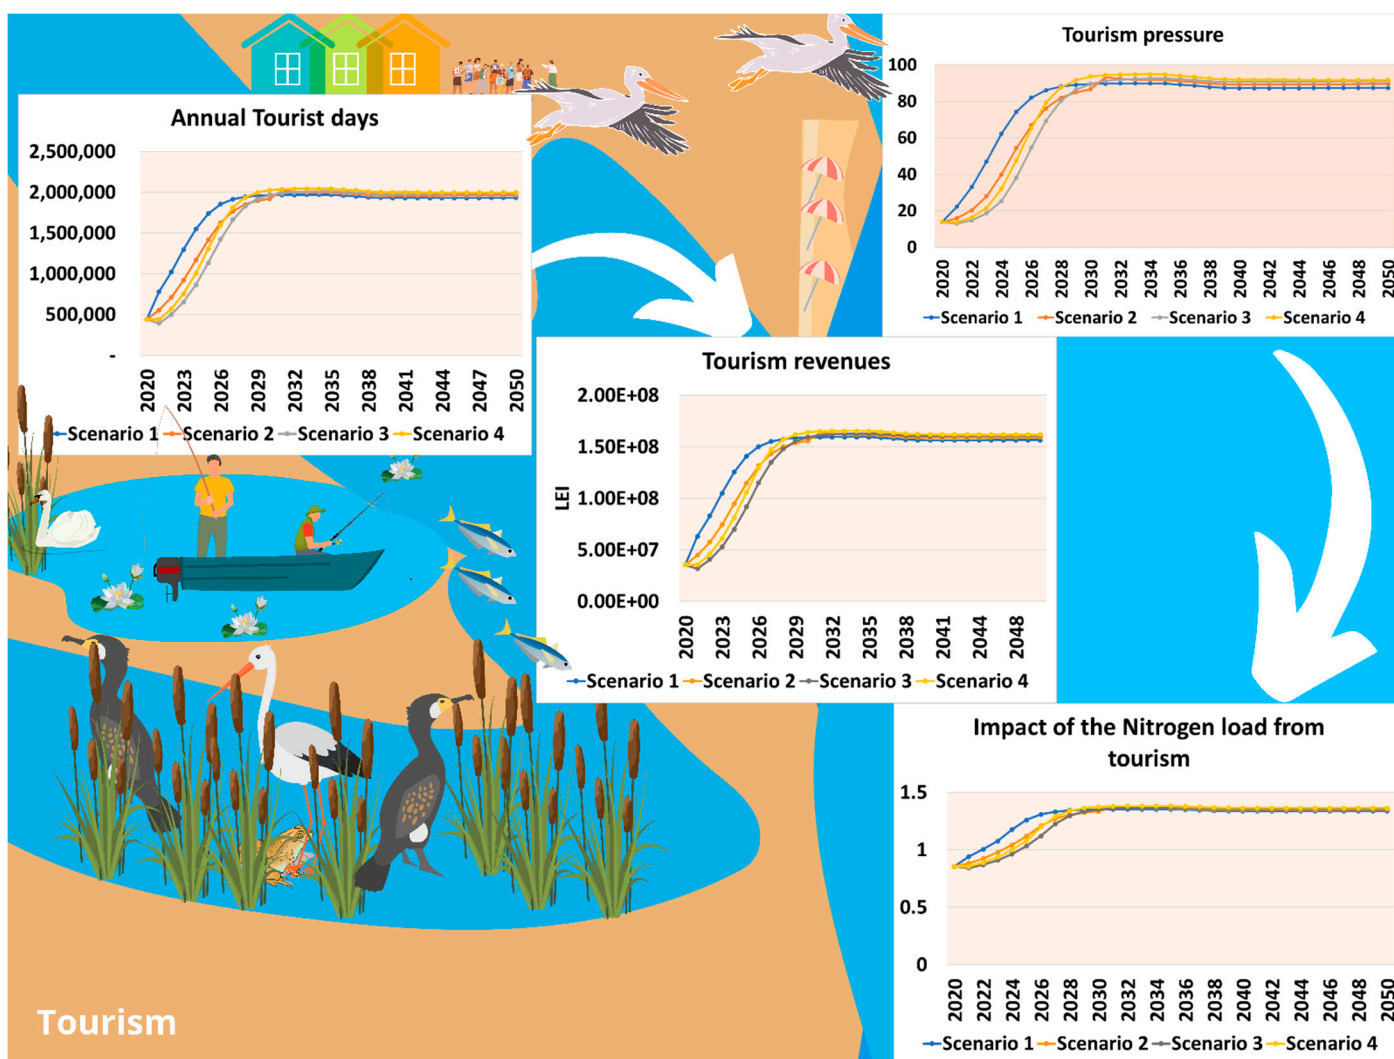 Annual Tourist days
2,500,000
2,000,000
1,500,000
1,000,000
500,000
-
2020 2023 2026 2029 2032 2035 2038 2041 2044 2047 2050
Scenario 1 Scenario 2 Scenario 3 Scenario 4
Tourism pressure
100
80
60
40
20
0
2020 2022 2024 2026 2028 2030 2032 2034 2036 2038 2040 2042 2044 2046 2048 2050
Scenario 1 Scenario 2 Scenario 3 Scenario 4
Tourism revenues
LEI
2.00E+08
1.50E+08
1.00E+08
5.00E+07
0.00E+00
2020 2023 2026 2029 2032 2035 2038 2041 2044 2048
Scenario 1 Scenario 2 Scenario 3 Scenario 4
Impact of the Nitrogen load from
tourism
1.5
1
0.5
0
2020 2022 2024 2026 2028 2030 2032 2034 2036 2038 2040 2042 2044 2046 2048 2050
Scenario 1 Scenario 2 Scenario 3 Scenario 4
Tourism